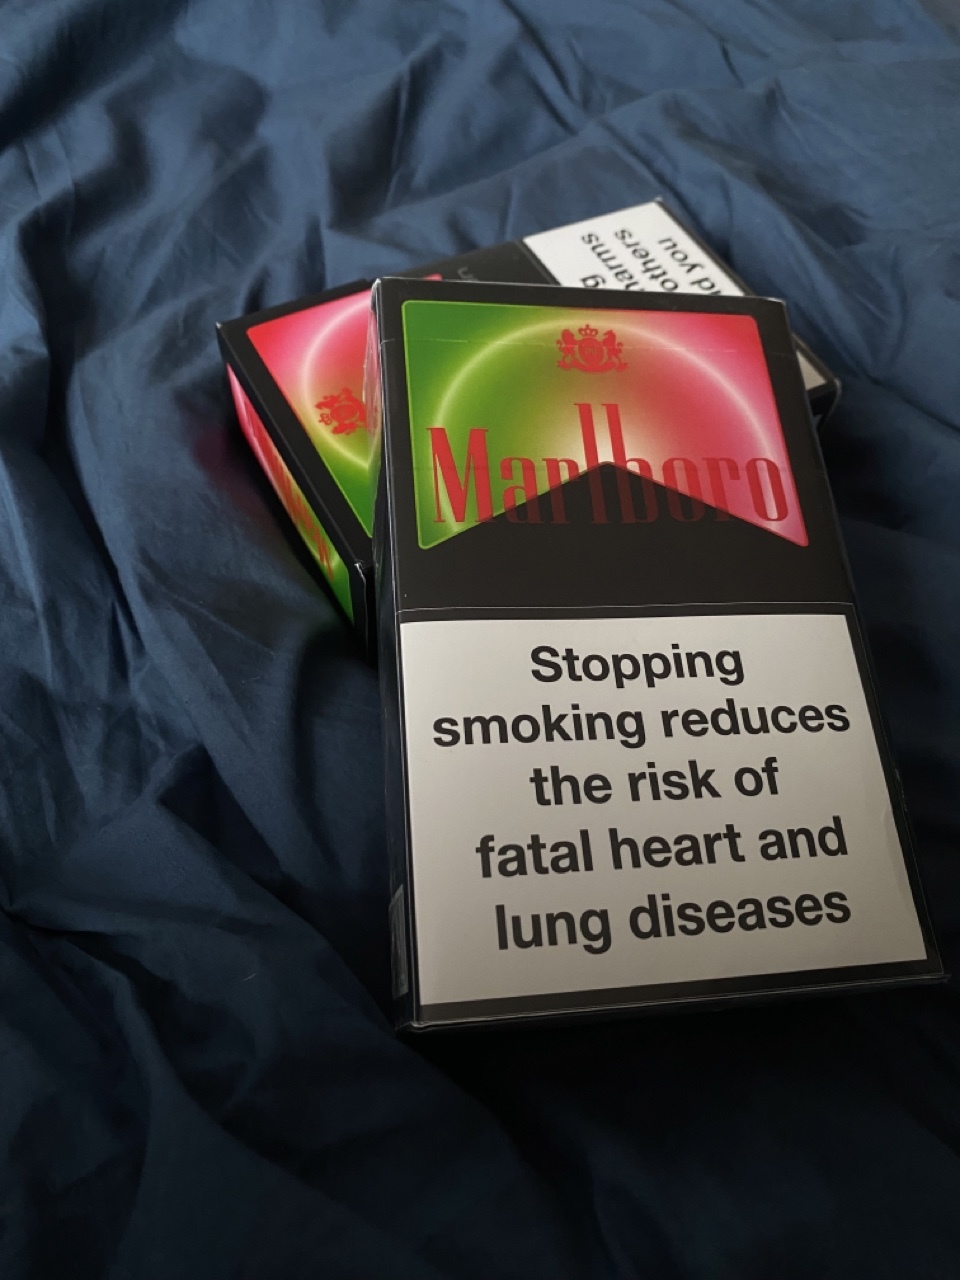 Marlboro
Stopping
smoking reduces
the risk of
fatal heart and
lung diseases
others
you